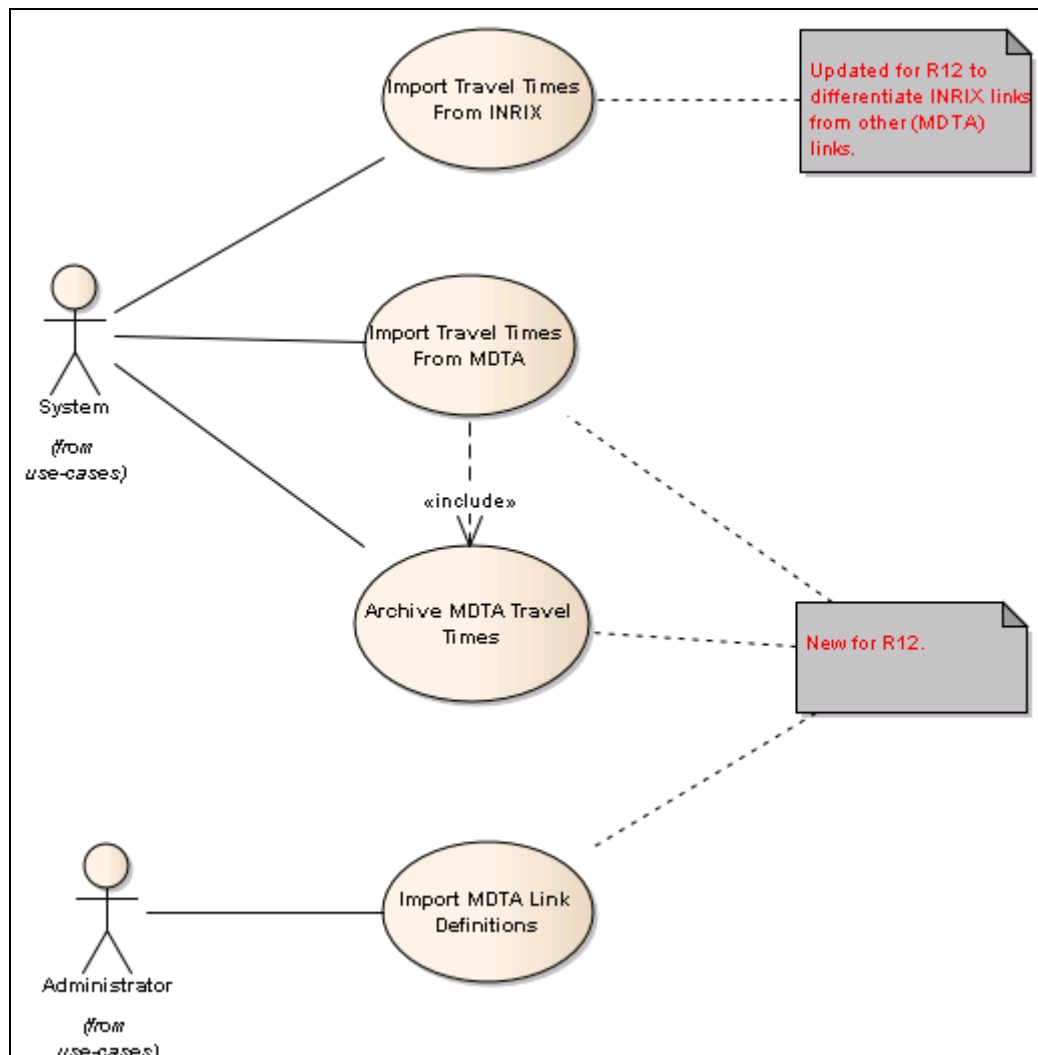 Import Travel Times
From INRIX
Updated for R12 to
differentiate INRIX links
from other (MDTA)
links.
System
(from
use-cases)
Import Travel Times
From MDTA
«include»
Archive MDTA Travel
Times
New for R12.
Import MDTA Link
Definitions
Administrator
(from
use-cases)